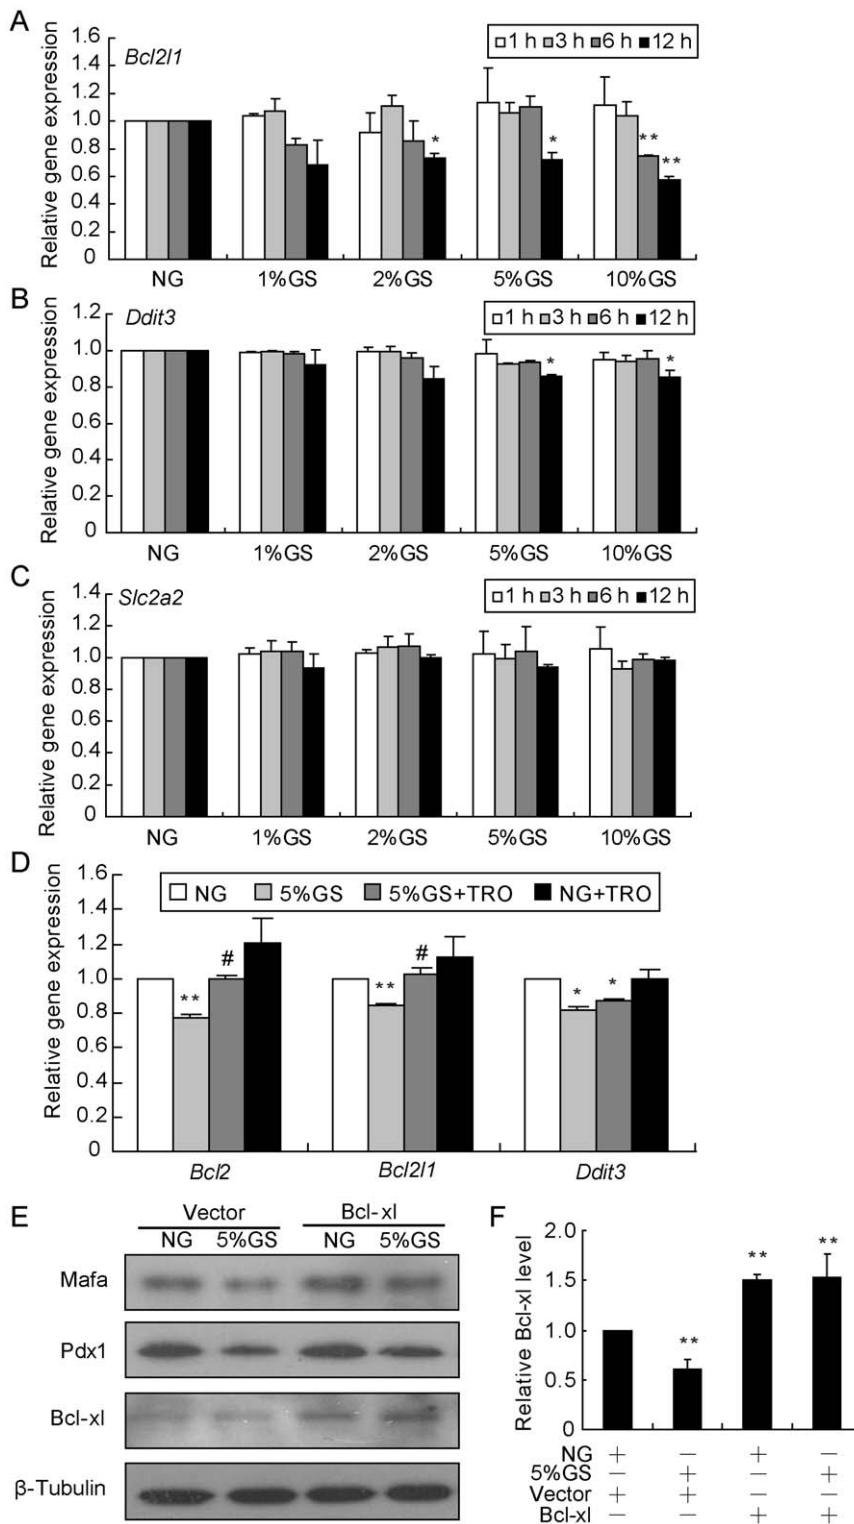 A
Bcl2l1
1 h 3 h 6 h 12 h
Relative gene expression
1.6
1.4
1.2
1.0
0.8
0.6
0.4
0.2
0
*
*
**
**
NG 1%GS 2%GS 5%GS 10%GS
B
Ddit3
1 h 3 h 6 h 12 h
Relative gene expression
1.2
1.0
0.8
0.6
0.4
0.2
0
*
*
NG 1%GS 2%GS 5%GS 10%GS
C
Slc2a2
1 h 3 h 6 h 12 h
Relative gene expression
1.4
1.2
1.0
0.8
0.6
0.4
0.2
0
NG 1%GS 2%GS 5%GS 10%GS
D
NG 5%GS 5%GS+TRO NG+TRO
Relative gene expression
1.6
1.4
1.2
1.0
0.8
0.6
0.4
0.2
0
** # ** # * *
Bcl2 Bcl2l1 Ddit3
E
Vector Bcl-xl
NG 5%GS NG 5%GS
Mafa
Pdx1
Bcl-xl
β-Tubulin
F
Relative Bcl-xl level
2.0
1.5
1.0
0.5
0
** ** **
NG + − + −
5%GS − + − +
Vector + + − −
Bcl-xl − − + +